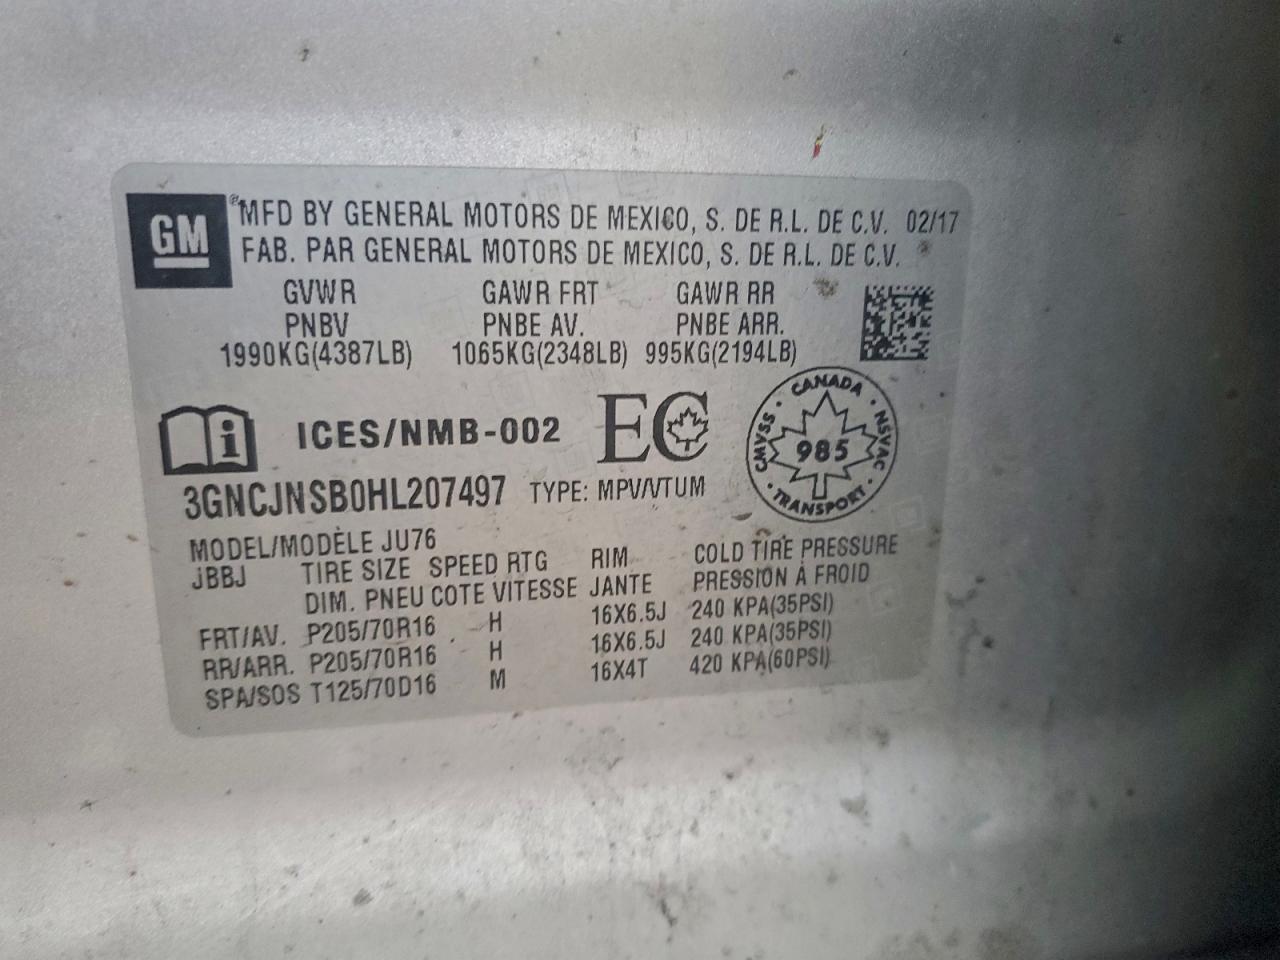 GM ® MFD BY GENERAL MOTORS DE MEXICO, S. DE R.L. DE C.V. 02/17
FAB. PAR GENERAL MOTORS DE MEXICO, S. DE R.L. DE C.V.
GVWR GAWR FRT GAWR RR
PNBV PNBE AV. PNBE ARR.
1990KG(4387LB) 1065KG(2348LB) 995KG(2194LB)
i ICES/NMB-002 EC
CANADA
CMVSS 985 NSVAC
TRANSPORT
3GNCJNSB0HL207497 TYPE: MPV/VTUM
MODEL/MODÈLE JU76
JBBJ TIRE SIZE SPEED RTG RIM COLD TIRE PRESSURE
DIM. PNEU COTE VITESSE JANTE PRESSION À FROID
FRT/AV. P205/70R16 H 16X6.5J 240 KPA(35PSI)
RR/ARR. P205/70R16 H 16X6.5J 240 KPA(35PSI)
SPA/SOS T125/70D16 M 16X4T 420 KPA(60PSI)